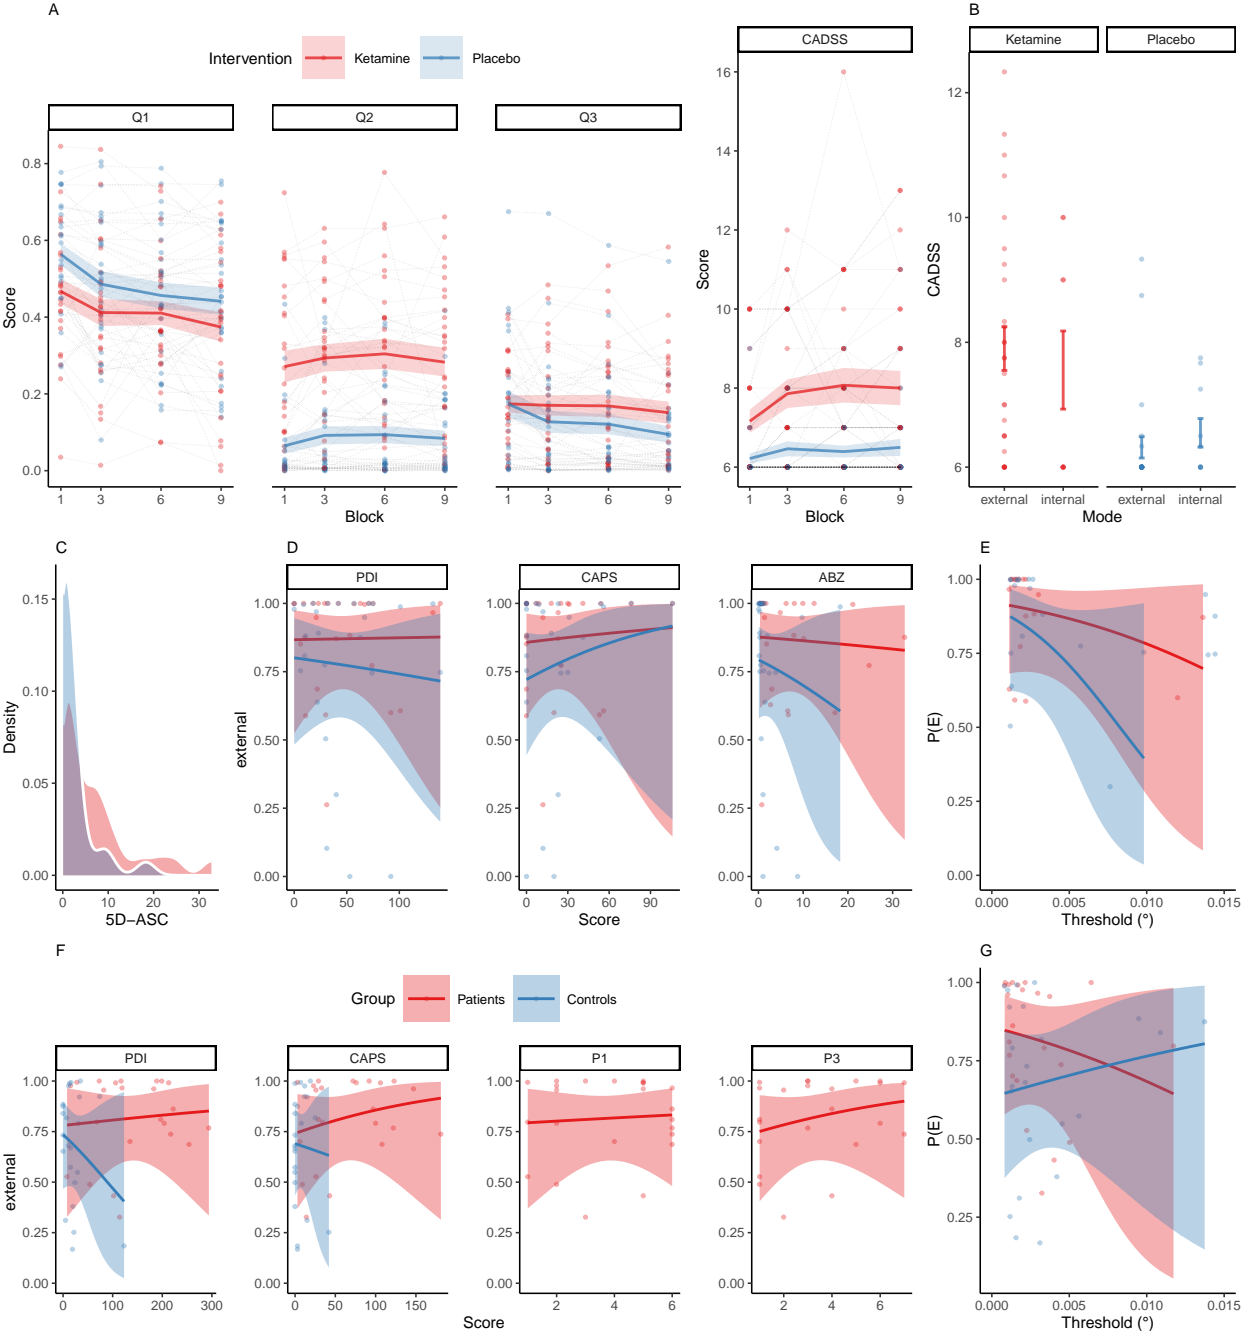 A
B
Intervention Ketamine Placebo
CADSS
Ketamine Placebo
Q1 Q2 Q3
Score
0.8
0.6
0.4
0.2
0.0
1 3 6 9
1 3 6 9
1 3 6 9
Block
Score
16
14
12
10
8
6
1 3 6 9
Block
CADSS
12
10
8
6
external internal
external internal
Mode
C
D
E
Density
0.15
0.10
0.05
0.00
0 10 20 30
5D−ASC
PDI CAPS ABZ
external
1.00
0.75
0.50
0.25
0.00
0 50 100
1.00
0.75
0.50
0.25
0.00
0 30 60 90
1.00
0.75
0.50
0.25
0.00
0 10 20 30
Score
P(E)
1.00
0.75
0.50
0.25
0.00
0.000 0.005 0.010 0.015
Threshold (°)
F
G
Group Patients Controls
PDI CAPS P1 P3
external
1.00
0.75
0.50
0.25
0.00
0 100 200 300
1.00
0.75
0.50
0.25
0.00
0 50 100 150
1.00
0.75
0.50
0.25
0.00
2 4 6
1.00
0.75
0.50
0.25
0.00
2 4 6
Score
P(E)
1.00
0.75
0.50
0.25
0.000 0.005 0.010 0.015
Threshold (°)